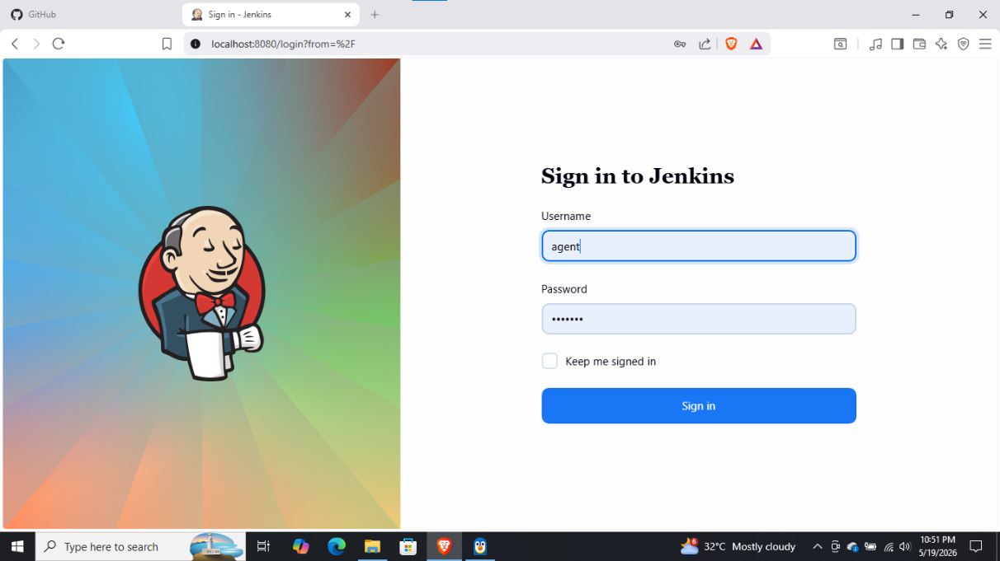 GitHub
Sign in - Jenkins
localhost:8080/login?from=%2F
Sign in to Jenkins
Username
agent
Password
•••••••
Keep me signed in
Sign in
Type here to search
6
32°C Mostly cloudy
10:51 PM
5/19/2026